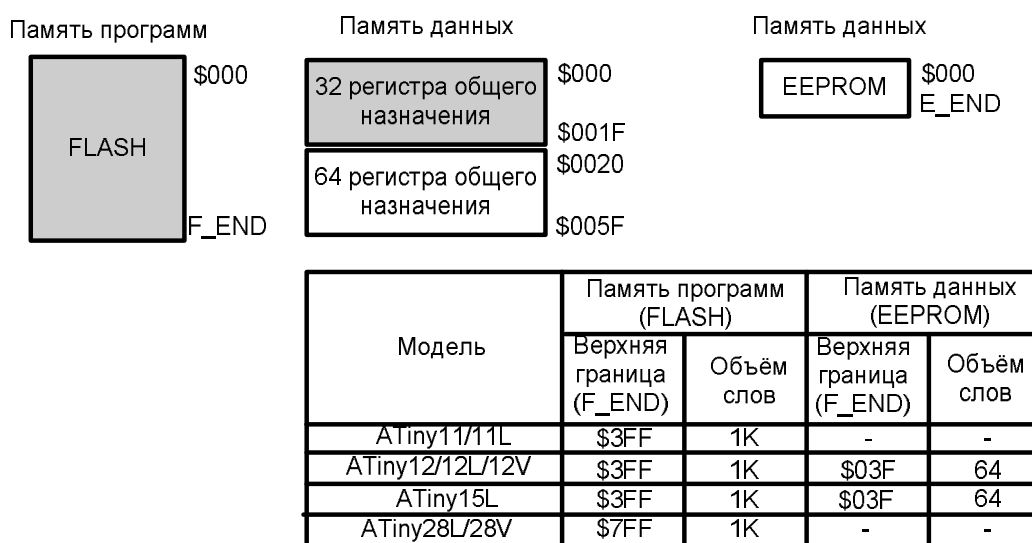 Память программ
Память данных
Память данных
FLASH
$000
F_END
32 регистра общего
назначения
$000
$001F
64 регистра общего
назначения
$0020
$005F
EEPROM
$000
E_END
Модель
Память программ
(FLASH)
Память данных
(EEPROM)
Верхняя
граница
(F_END)
Объём
слов
Верхняя
граница
(F_END)
Объём
слов
ATiny11/11L $3FF 1K - -
ATiny12/12L/12V $3FF 1K $03F 64
ATiny15L $3FF 1K $03F 64
ATiny28L/28V $7FF 1K - -